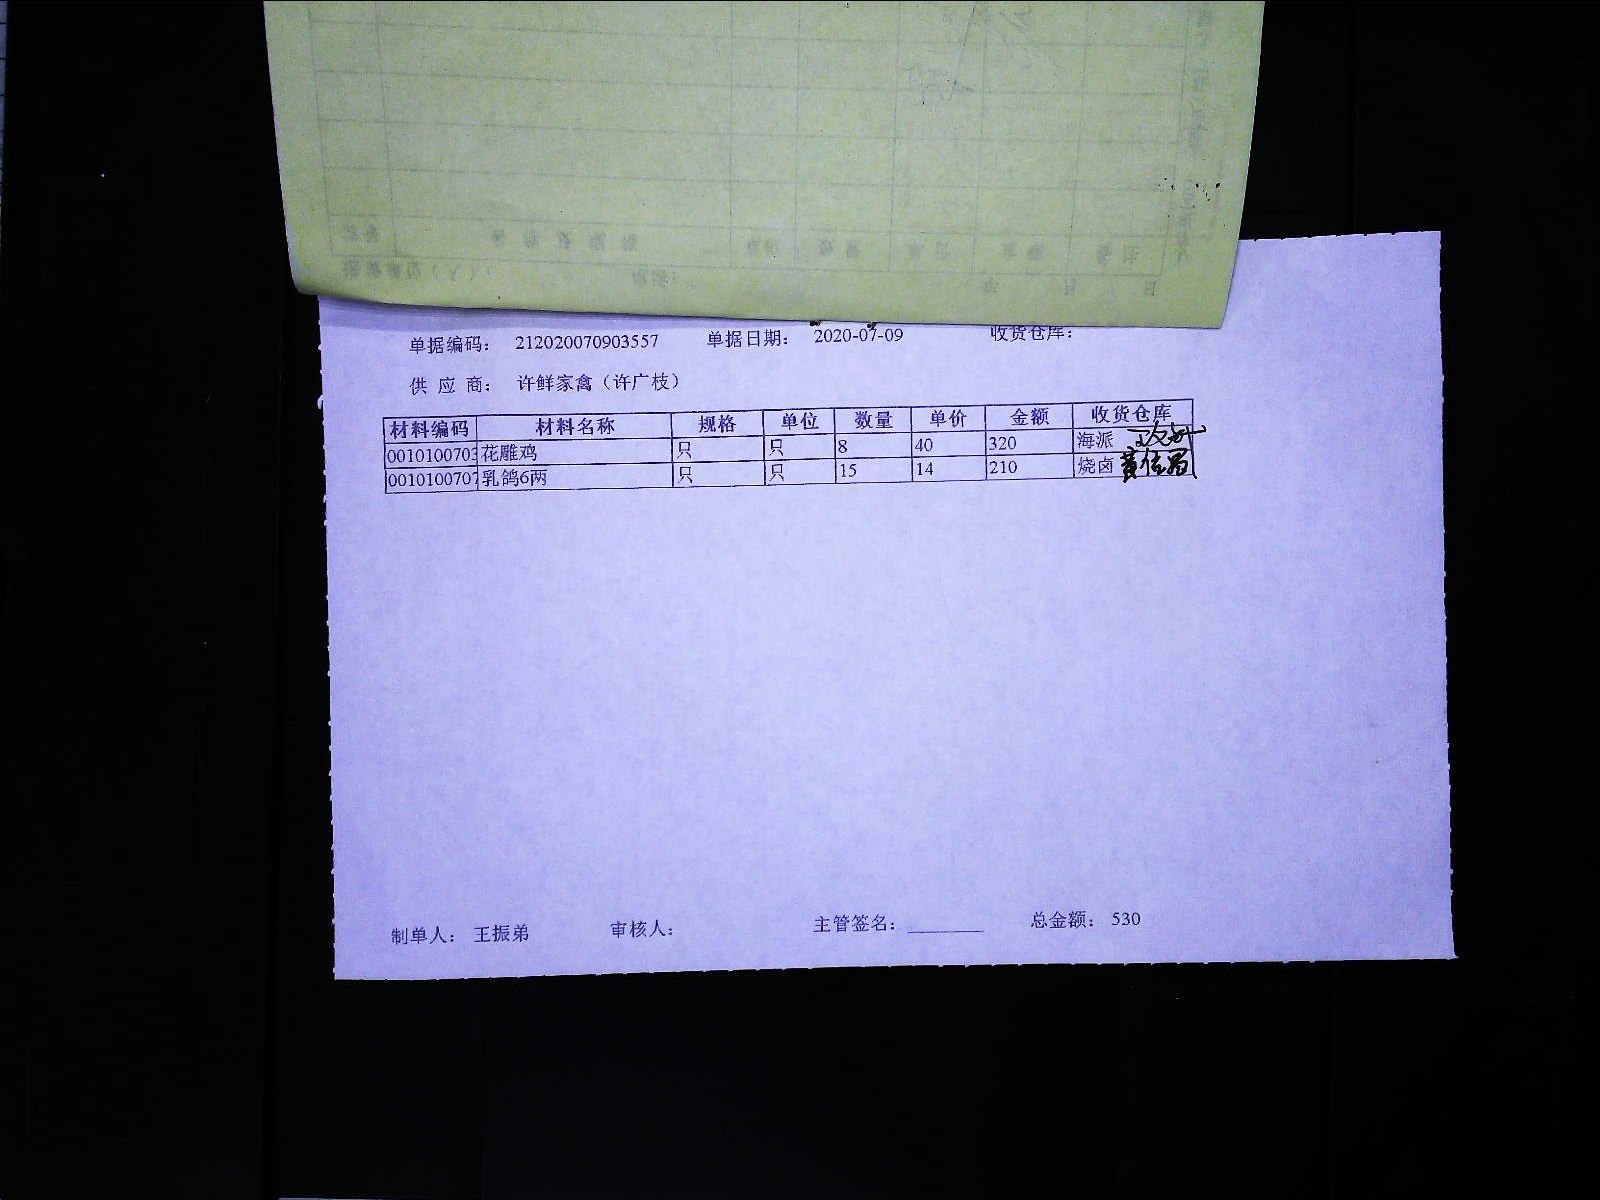 单据编码： 212020070903557 单据日期： 2020-07-09 收货仓库：
供 应 商： 许鲜家禽（许广枝）
材料编码 材料名称 规格 单位 数量 单价 金额 收货仓库
0010100703 花雕鸡 只 只 8 40 320 海派
0010100707 乳鸽6两 只 只 15 14 210 烧卤
制单人： 王振弟 审核人： 主管签名： 总金额： 530